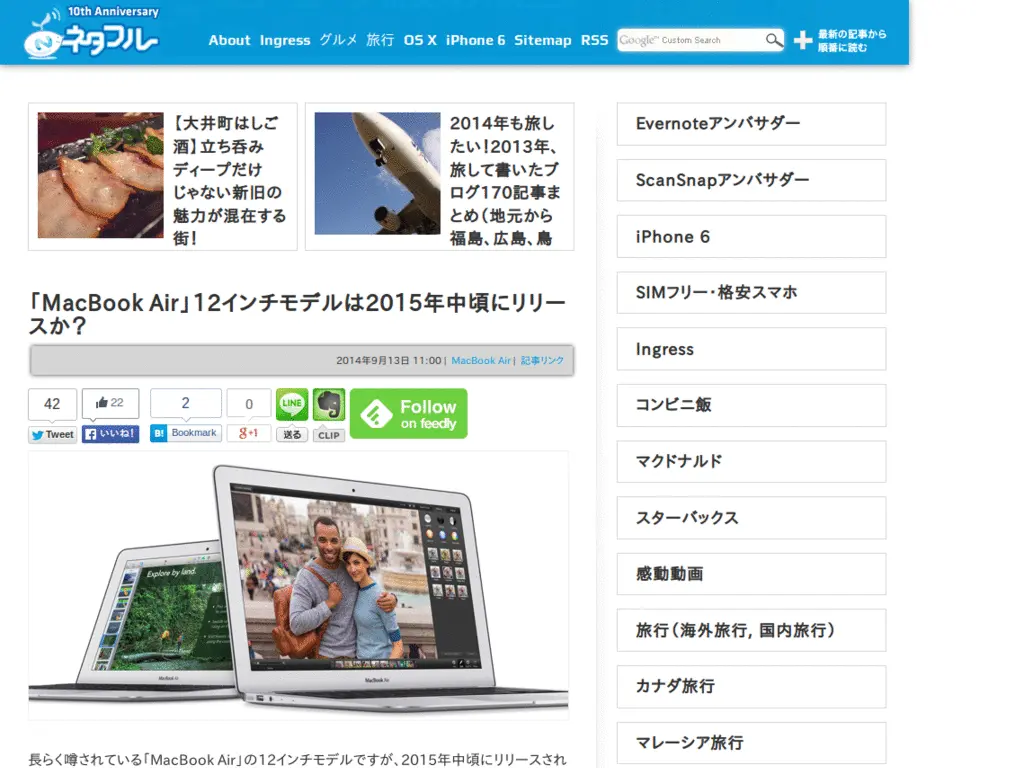 10th Anniversary
ネタフル
About Ingress グルメ 旅行 OS X iPhone 6 Sitemap RSS
Google™ Custom Search
最新の記事から
順番に読む
【大井町はしご
酒】立ち呑み
ディープだけ
じゃない新旧の
魅力が混在する
街!
2014年も旅し
たい!2013年、
旅して書いたブ
ログ170記事ま
とめ(地元から
福島、広島、鳥
「MacBook Air」12インチモデルは2015年中頃にリリー
スか?
2014年9月13日 11:00 | MacBook Air | 記事リンク
42
Tweet
22
いいね!
2
B! Bookmark
0
g+1
LINE
送る
CLIP
Follow
on feedly
Explore by land.
MacBook Air
MacBook Air
長らく噂されている「MacBook Air」の12インチモデルですが、2015年中頃にリリースされ
Evernoteアンバサダー
ScanSnapアンバサダー
iPhone 6
SIMフリー・格安スマホ
Ingress
コンビニ飯
マクドナルド
スターバックス
感動動画
旅行(海外旅行, 国内旅行)
カナダ旅行
マレーシア旅行